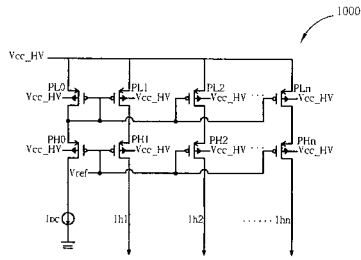 1000
Vcc_HV
PL0 PL1 PL2 PLn
Vcc_HV Vcc_HV Vcc_HV ··· Vcc_HV
PH0 PH1 PH2 PHn
Vcc_HV Vcc_HV Vcc_HV ··· Vcc_HV
Vref
IDC Ih1 Ih2 ······ Ihn